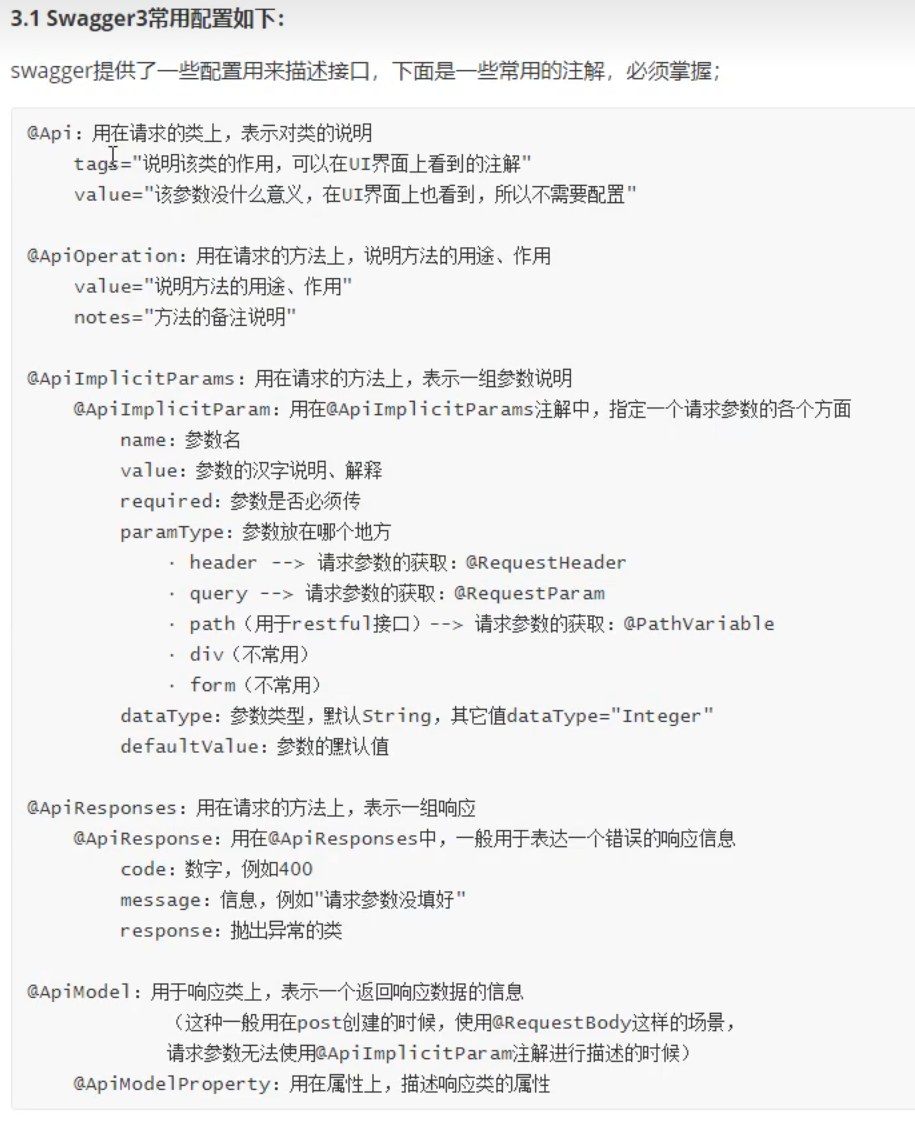 3.1 Swagger3常用配置如下：
swagger提供了一些配置用来描述接口，下面是一些常用的注解，必须掌握；
@Api：用在请求的类上，表示对类的说明
tags="说明该类的作用，可以在UI界面上看到的注解"
value="该参数没什么意义，在UI界面上也看到，所以不需要配置"
@ApiOperation：用在请求的方法上，说明方法的用途、作用
value="说明方法的用途、作用"
notes="方法的备注说明"
@ApiImplicitParams：用在请求的方法上，表示一组参数说明
@ApiImplicitParam：用在@ApiImplicitParams注解中，指定一个请求参数的各个方面
name：参数名
value：参数的汉字说明、解释
required：参数是否必须传
paramType：参数放在哪个地方
· header --> 请求参数的获取：@RequestHeader
· query --> 请求参数的获取：@RequestParam
· path（用于restful接口）--> 请求参数的获取：@PathVariable
· div（不常用）
· form（不常用）
dataType：参数类型，默认String，其它值dataType="Integer"
defaultValue：参数的默认值
@ApiResponses：用在请求的方法上，表示一组响应
@ApiResponse：用在@ApiResponses中，一般用于表达一个错误的响应信息
code：数字，例如400
message：信息，例如"请求参数没填好"
response：抛出异常的类
@ApiModel：用于响应类上，表示一个返回响应数据的信息
（这种一般用在post创建的时候，使用@RequestBody这样的场景，
请求参数无法使用@ApiImplicitParam注解进行描述的时候）
@ApiModelProperty：用在属性上，描述响应类的属性